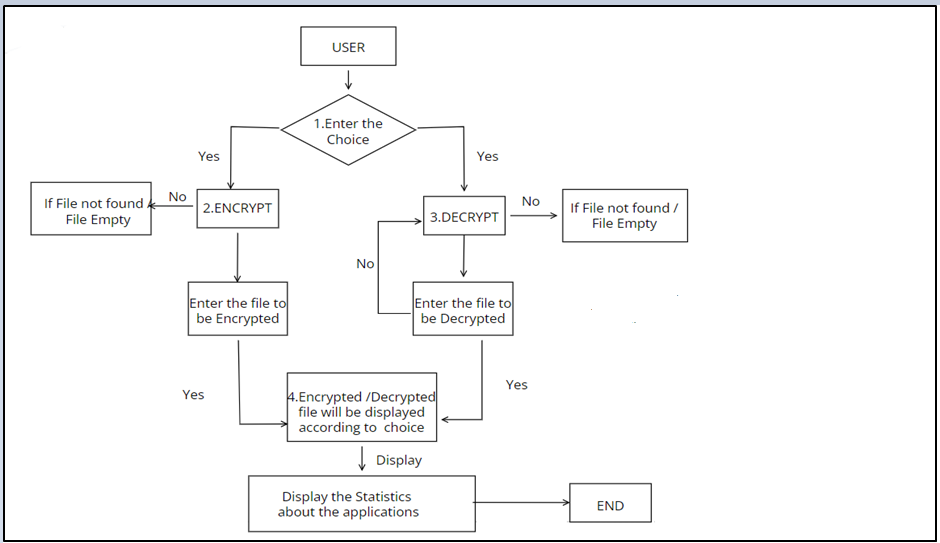 USER
1.Enter the
Choice
Yes
Yes
If File not found /
File Empty
No
2.ENCRYPT
3.DECRYPT
No
If File not found /
File Empty
No
Enter the file to
be Encrypted
Enter the file to
be Decrypted
Yes
Yes
4.Encrypted /Decrypted
file will be displayed
according to choice
Display
Display the Statistics
about the applications
END